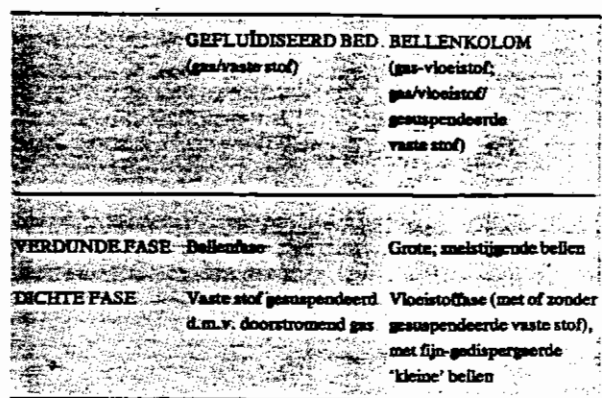 GEFLUÏDISEERD BED BELLENKOLOM
(gas/vaste stof) (gas-vloeistof;
gas/vloeistof/
gesuspendeerde
vaste stof)
VERDUNDE FASE Bellenfase Grote, snelstijgende bellen
DICHTE FASE Vaste stof gesuspendeerd Vloeistoffase (met of zonder
d.m.v. doorstromend gas gesuspendeerde vaste stof),
met fijn-gedispergeerde
'kleine' bellen